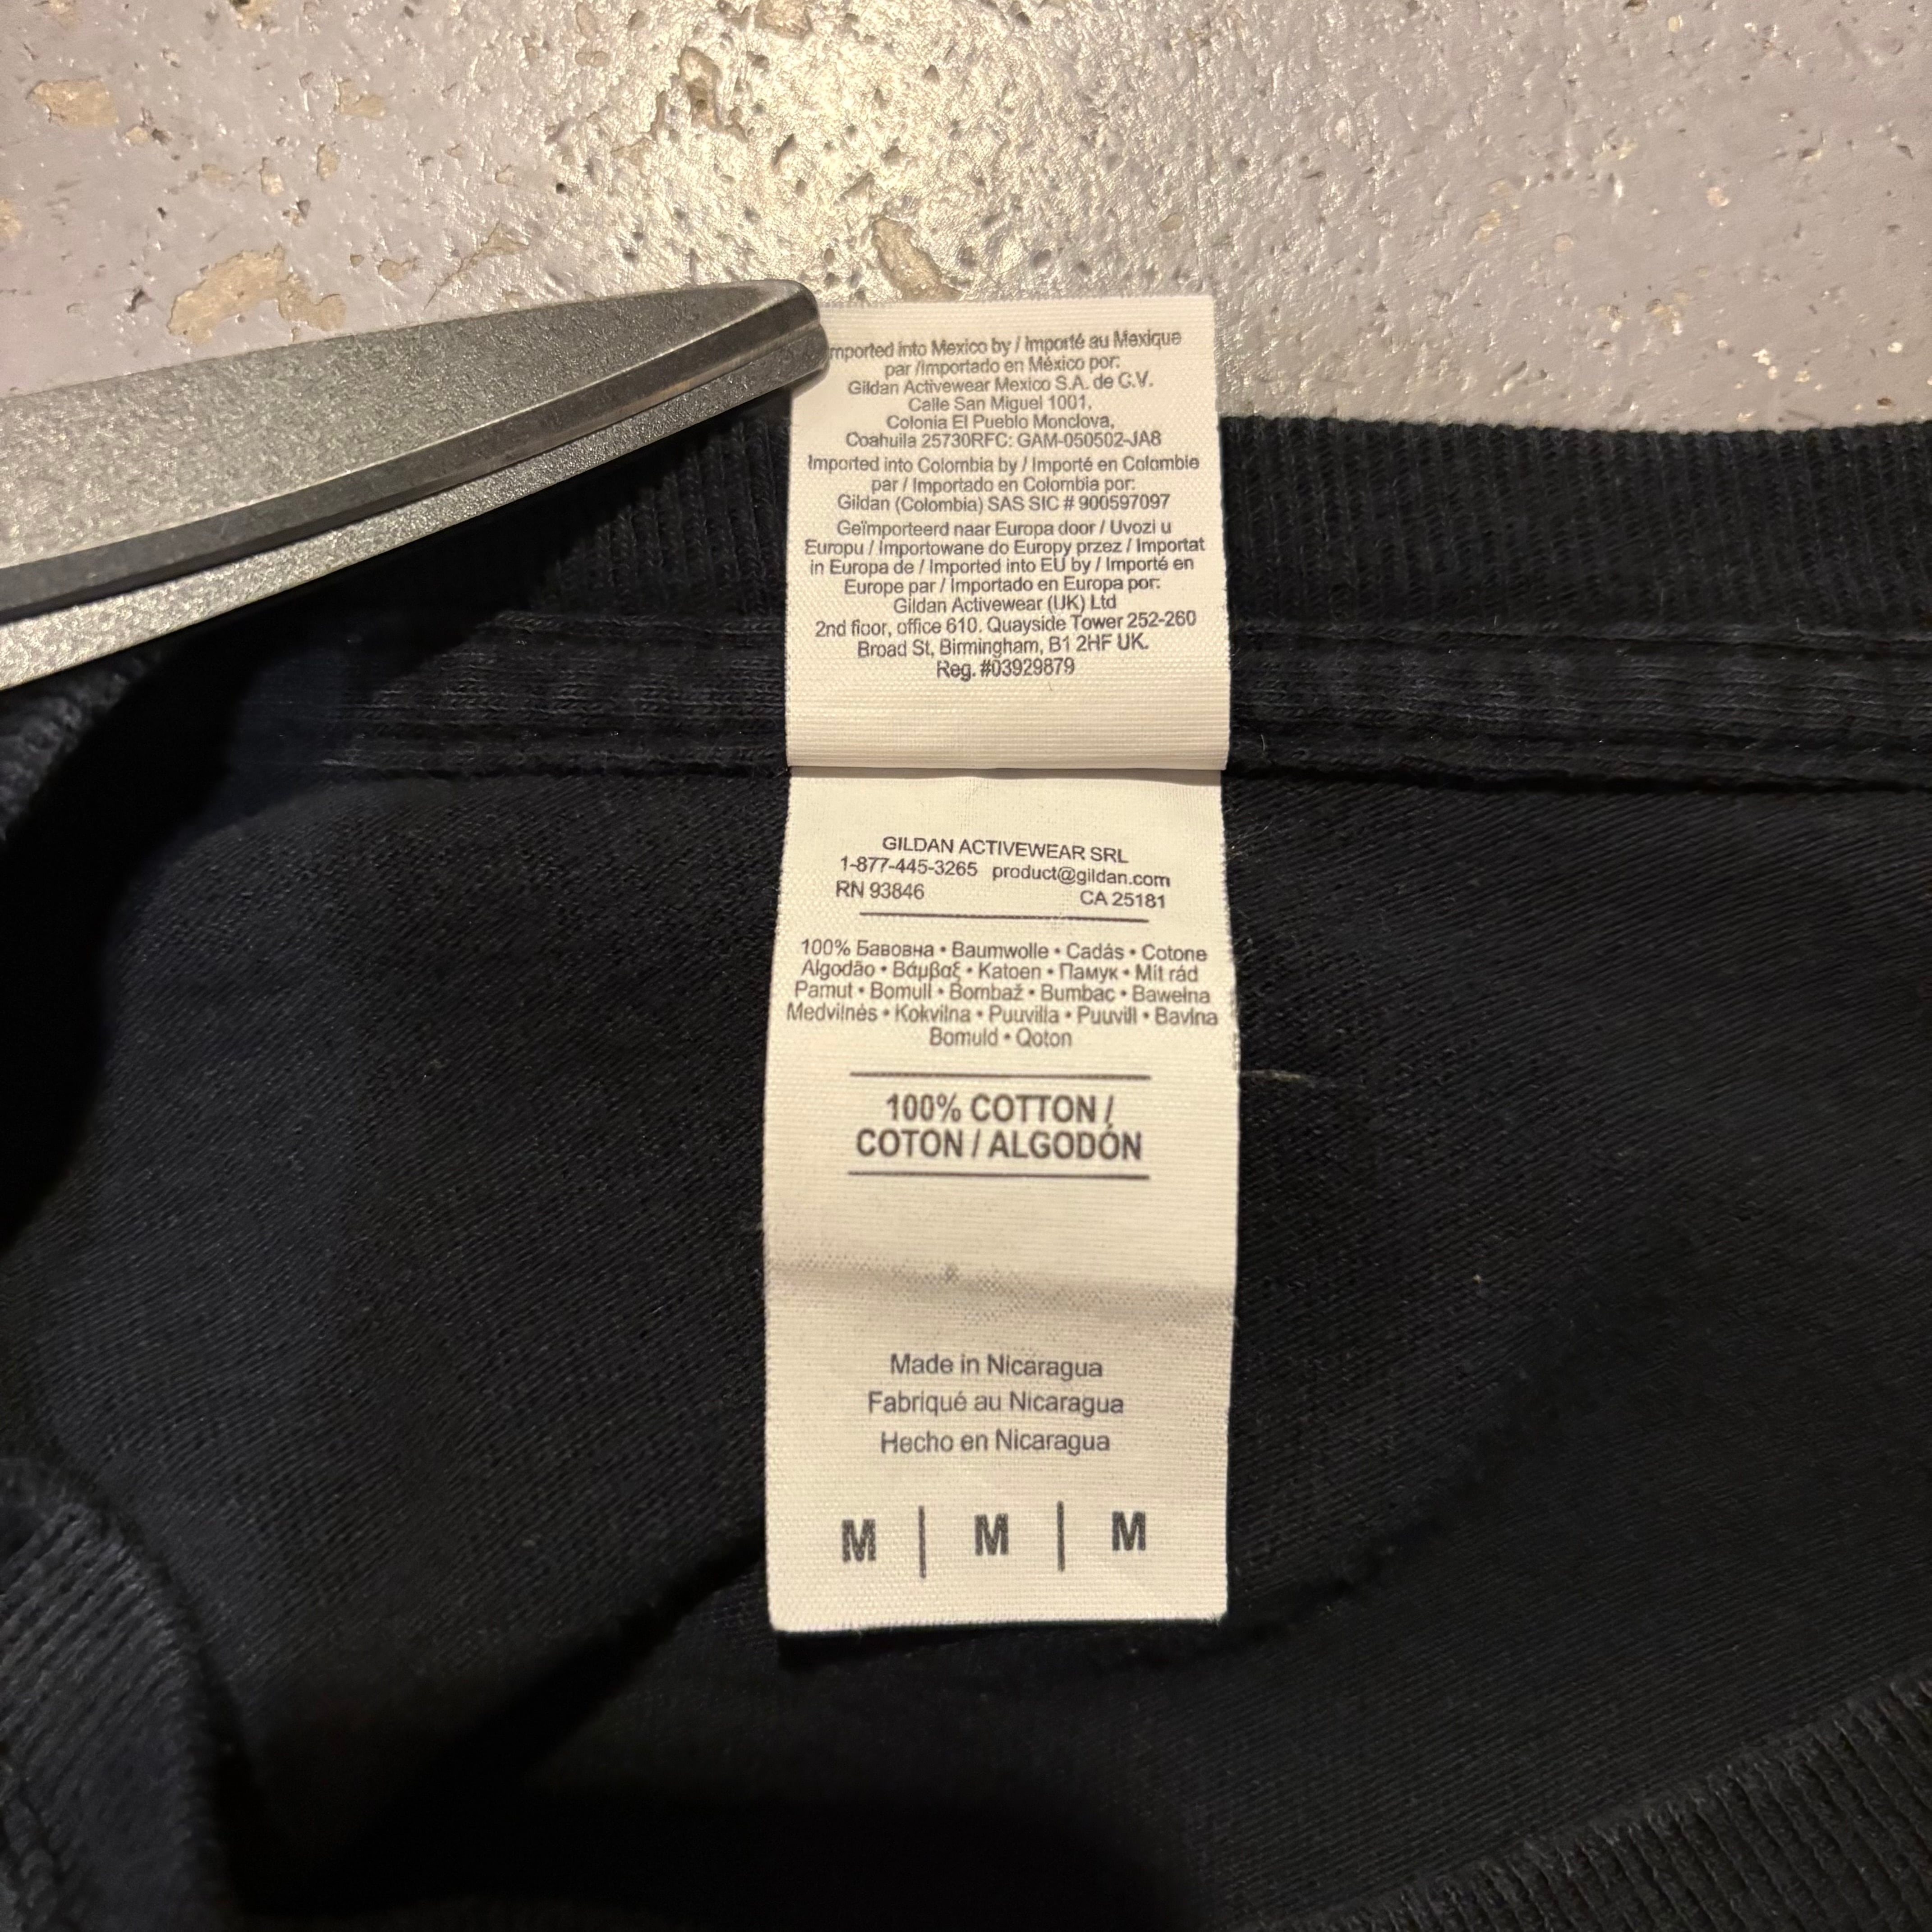 mported into Mexico by / Importé au Mexique
par /Importado en México por:
Gildan Activewear Mexico S.A. de C.V.
Calle San Miguel 1001,
Colonia El Pueblo Monclova,
Coahuila 25730RFC: GAM-050502-JA8
Imported into Colombia by / Importé en Colombie
par / Importado en Colombia por:
Gildan (Colombia) SAS SIC # 900597097
Geïmporteerd naar Europa door / Uvozi u
Europu / Importowane do Europy przez / Importat
in Europa de / Imported into EU by / Importé en
Europe par / Importado en Europa por:
Gildan Activewear (UK) Ltd
2nd floor, office 610. Quayside Tower 252-260
Broad St, Birmingham, B1 2HF UK.
Reg. #03929879
GILDAN ACTIVEWEAR SRL
1-877-445-3265 product@gildan.com
RN 93846 CA 25181
100% Бавовна • Baumwolle • Cadás • Cotone
Algodão • Βάμβαξ • Katoen • Памук • Mit rád
Pamut • Bomull • Bombaž • Bumbac • Bawełna
Medvilnės • Kokvilna • Puuvilla • Puuvill • Bavlna
Bomuld • Qoton
100% COTTON /
COTON / ALGODÓN
Made in Nicaragua
Fabriqué au Nicaragua
Hecho en Nicaragua
M | M | M